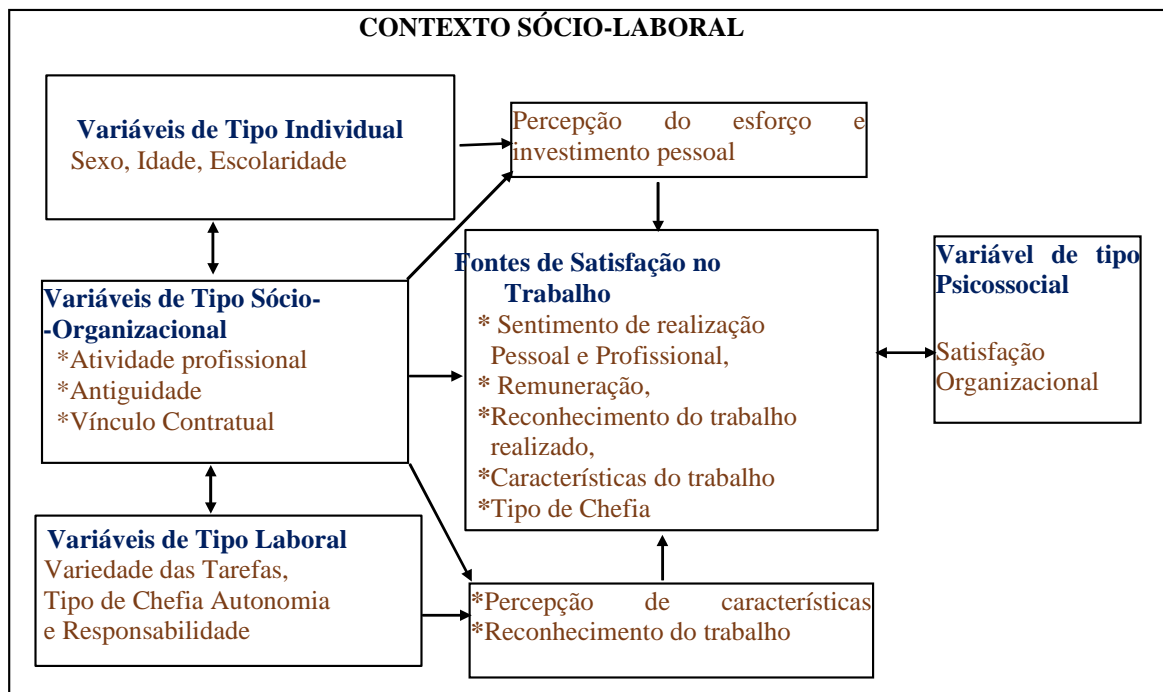 CONTEXTO SÓCIO-LABORAL
Variáveis de Tipo Individual
Sexo, Idade, Escolaridade
Percepção do esforço e
investimento pessoal
Variáveis de Tipo Sócio-
-Organizacional
*Atividade profissional
*Antiguidade
*Vínculo Contratual
Fontes de Satisfação no
Trabalho
* Sentimento de realização
Pessoal e Profissional,
* Remuneração,
*Reconhecimento do trabalho
realizado,
*Características do trabalho
*Tipo de Chefia
Variável de tipo
Psicossocial
Satisfação
Organizacional
Variáveis de Tipo Laboral
Variedade das Tarefas,
Tipo de Chefia Autonomia
e Responsabilidade
*Percepção de características
*Reconhecimento do trabalho